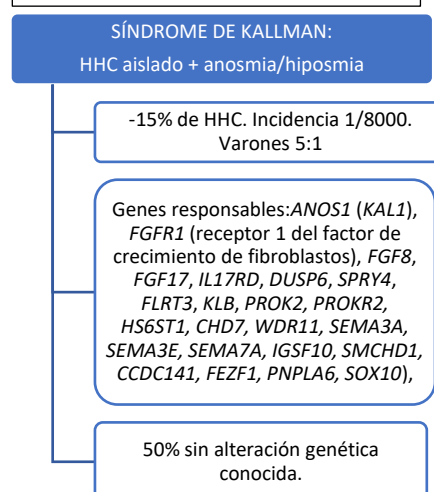 SÍNDROME DE KALLMAN:
HHC aislado + anosmia/hiposmia
-15% de HHC. Incidencia 1/8000.
Varones 5:1
Genes responsables:ANOS1 (KAL1),
FGFR1 (receptor 1 del factor de
crecimiento de fibroblastos), FGF8,
FGF17, IL17RD, DUSP6, SPRY4,
FLRT3, KLB, PROK2, PROKR2,
HS6ST1, CHD7, WDR11, SEMA3A,
SEMA3E, SEMA7A, IGSF10, SMCHD1,
CCDC141, FEZF1, PNPLA6, SOX10),
50% sin alteración genética
conocida.